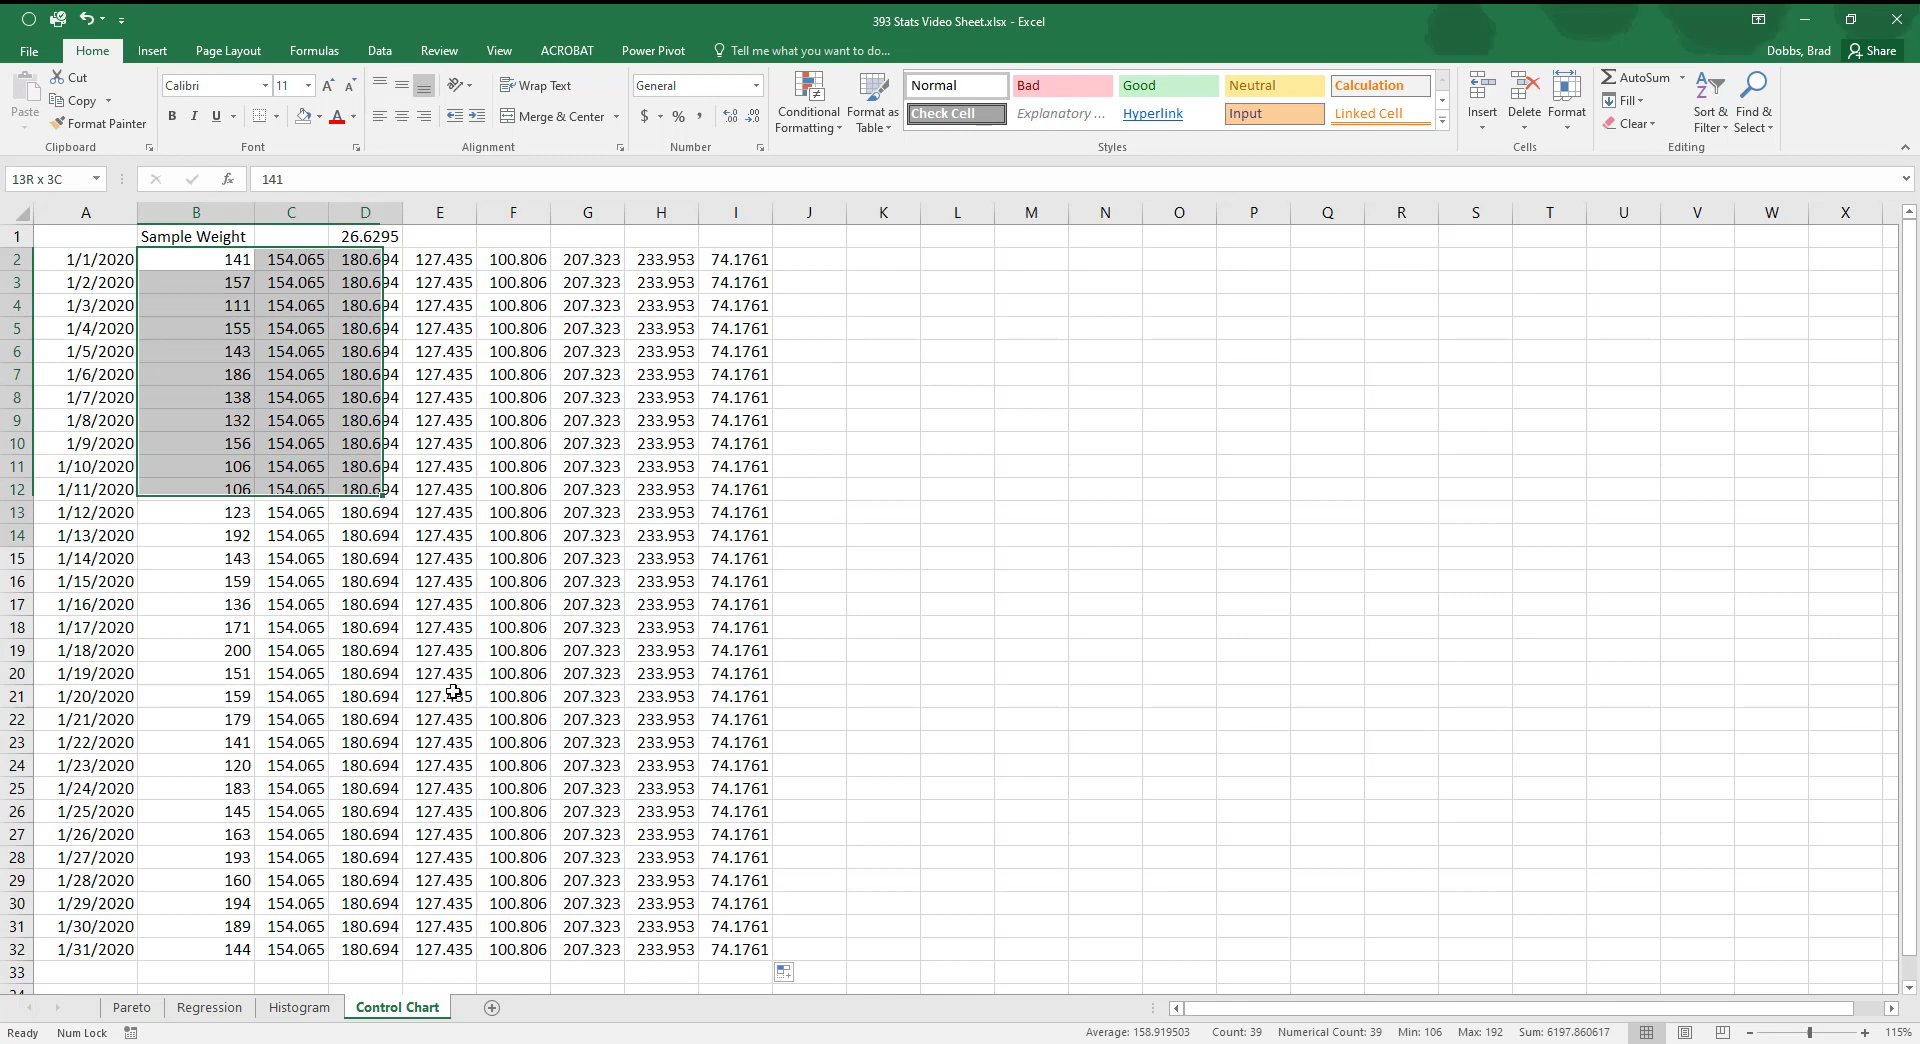 393 Stats Video Sheet.xlsx - Excel
File Home Insert Page Layout Formulas Data Review View ACROBAT Power Pivot Tell me what you want to do... Dobbs, Brad Share
Paste Cut Copy Format Painter
Calibri 11 A A Wrap Text General
B I U A Merge & Center $ % ,
Conditional Formatting Format as Table
Normal Bad Good Neutral Calculation
Check Cell Explanatory ... Hyperlink Input Linked Cell
Insert Delete Format
AutoSum Fill Clear Sort & Filter Find & Select
Clipboard Font Alignment Number Styles Cells Editing
13R x 3C fx 141
A B C D E F G H I J K L M N O P Q R S T U V W X
1 Sample Weight 26.6295
2 1/1/2020 141 154.065 180.694 127.435 100.806 207.323 233.953 74.1761
3 1/2/2020 157 154.065 180.694 127.435 100.806 207.323 233.953 74.1761
4 1/3/2020 111 154.065 180.694 127.435 100.806 207.323 233.953 74.1761
5 1/4/2020 155 154.065 180.694 127.435 100.806 207.323 233.953 74.1761
6 1/5/2020 143 154.065 180.694 127.435 100.806 207.323 233.953 74.1761
7 1/6/2020 186 154.065 180.694 127.435 100.806 207.323 233.953 74.1761
8 1/7/2020 138 154.065 180.694 127.435 100.806 207.323 233.953 74.1761
9 1/8/2020 132 154.065 180.694 127.435 100.806 207.323 233.953 74.1761
10 1/9/2020 156 154.065 180.694 127.435 100.806 207.323 233.953 74.1761
11 1/10/2020 106 154.065 180.694 127.435 100.806 207.323 233.953 74.1761
12 1/11/2020 106 154.065 180.694 127.435 100.806 207.323 233.953 74.1761
13 1/12/2020 123 154.065 180.694 127.435 100.806 207.323 233.953 74.1761
14 1/13/2020 192 154.065 180.694 127.435 100.806 207.323 233.953 74.1761
15 1/14/2020 143 154.065 180.694 127.435 100.806 207.323 233.953 74.1761
16 1/15/2020 159 154.065 180.694 127.435 100.806 207.323 233.953 74.1761
17 1/16/2020 136 154.065 180.694 127.435 100.806 207.323 233.953 74.1761
18 1/17/2020 171 154.065 180.694 127.435 100.806 207.323 233.953 74.1761
19 1/18/2020 200 154.065 180.694 127.435 100.806 207.323 233.953 74.1761
20 1/19/2020 151 154.065 180.694 127.435 100.806 207.323 233.953 74.1761
21 1/20/2020 159 154.065 180.694 127.435 100.806 207.323 233.953 74.1761
22 1/21/2020 179 154.065 180.694 127.435 100.806 207.323 233.953 74.1761
23 1/22/2020 141 154.065 180.694 127.435 100.806 207.323 233.953 74.1761
24 1/23/2020 120 154.065 180.694 127.435 100.806 207.323 233.953 74.1761
25 1/24/2020 183 154.065 180.694 127.435 100.806 207.323 233.953 74.1761
26 1/25/2020 145 154.065 180.694 127.435 100.806 207.323 233.953 74.1761
27 1/26/2020 163 154.065 180.694 127.435 100.806 207.323 233.953 74.1761
28 1/27/2020 193 154.065 180.694 127.435 100.806 207.323 233.953 74.1761
29 1/28/2020 160 154.065 180.694 127.435 100.806 207.323 233.953 74.1761
30 1/29/2020 194 154.065 180.694 127.435 100.806 207.323 233.953 74.1761
31 1/30/2020 189 154.065 180.694 127.435 100.806 207.323 233.953 74.1761
32 1/31/2020 144 154.065 180.694 127.435 100.806 207.323 233.953 74.1761
33
Pareto Regression Histogram Control Chart
Ready Num Lock Average: 158.919503 Count: 39 Numerical Count: 39 Min: 106 Max: 192 Sum: 6197.860617 115%